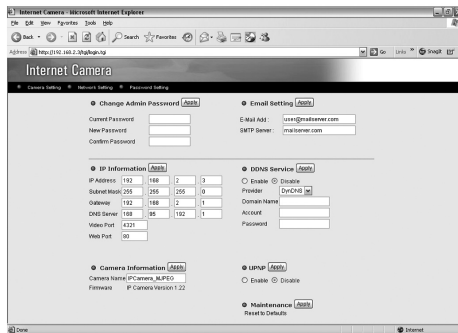 Internet Camera - Microsoft Internet Explorer
File Edit View Favorites Tools Help
Back Search Favorites
Address http://192.168.2.3/tgi/login.tgi Go Links » SnagIt
Internet Camera
Camera Setting Network Setting Password Setting
Change Admin Password Apply
Current Password
New Password
Confirm Password
Email Setting Apply
E-Mail Add : user@mailserver.com
SMTP Server : mailserver.com
IP Information Apply
IP Address 192 . 168 . 2 . 3
Subnet Mask 255 . 255 . 255 . 0
Gateway 192 . 168 . 2 . 1
DNS Server 168 . 95 . 192 . 1
Video Port 4321
Web Port 80
DDNS Service Apply
Enable Disable
Provider DynDNS
Domain Name
Account
Password
Camera Information Apply
Camera Name IPCamera_MJPEG
Firmware IP Camera Version 1.22
UPNP Apply
Enable Disable
Maintenance Apply
Reset to Defaults
Done Internet